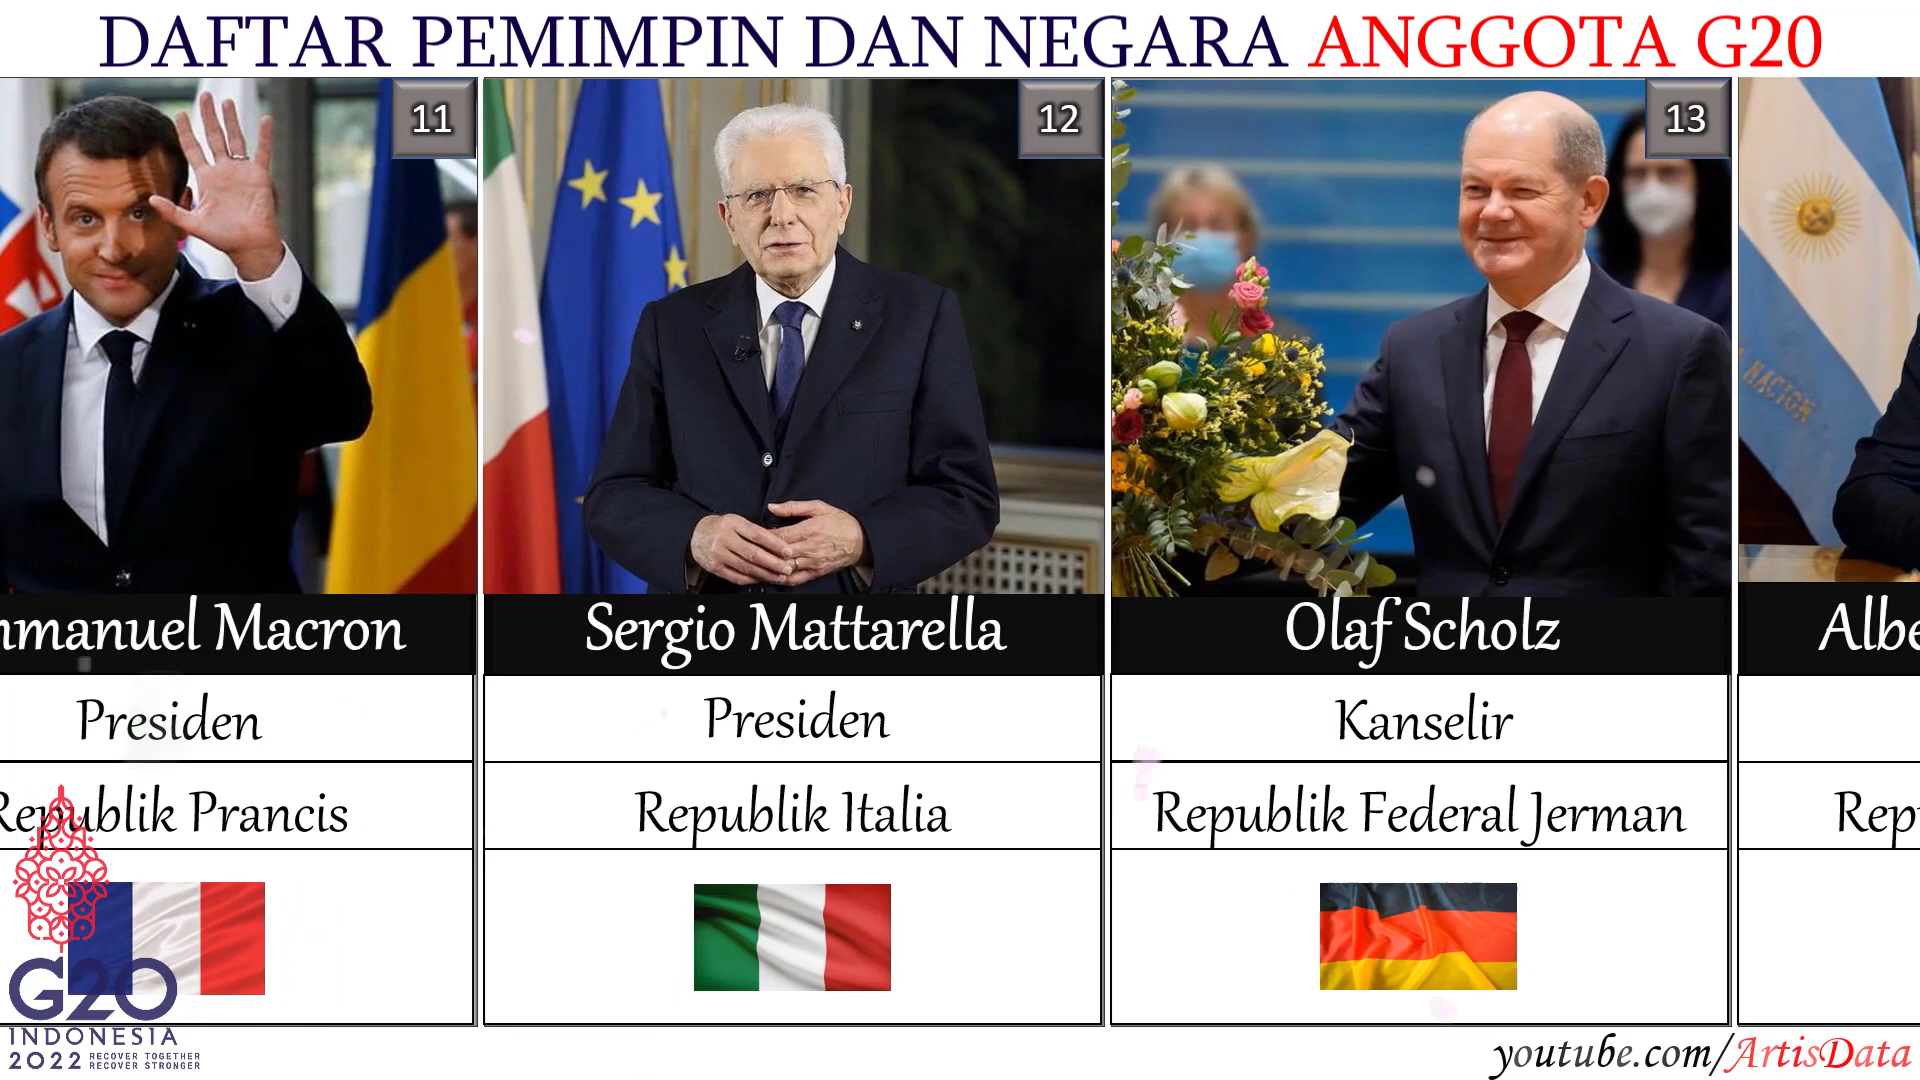 DAFTAR PEMIMPIN DAN NEGARA ANGGOTA G20
11
12
13
NACION
mmanuel Macron
Sergio Mattarella
Olaf Scholz
Albe
Presiden
Presiden
Kanselir
Republik Prancis
Republik Italia
Republik Federal Jerman
Rep
G20
INDONESIA
2022 RECOVER TOGETHER
RECOVER STRONGER
youtube.com/ArtisData